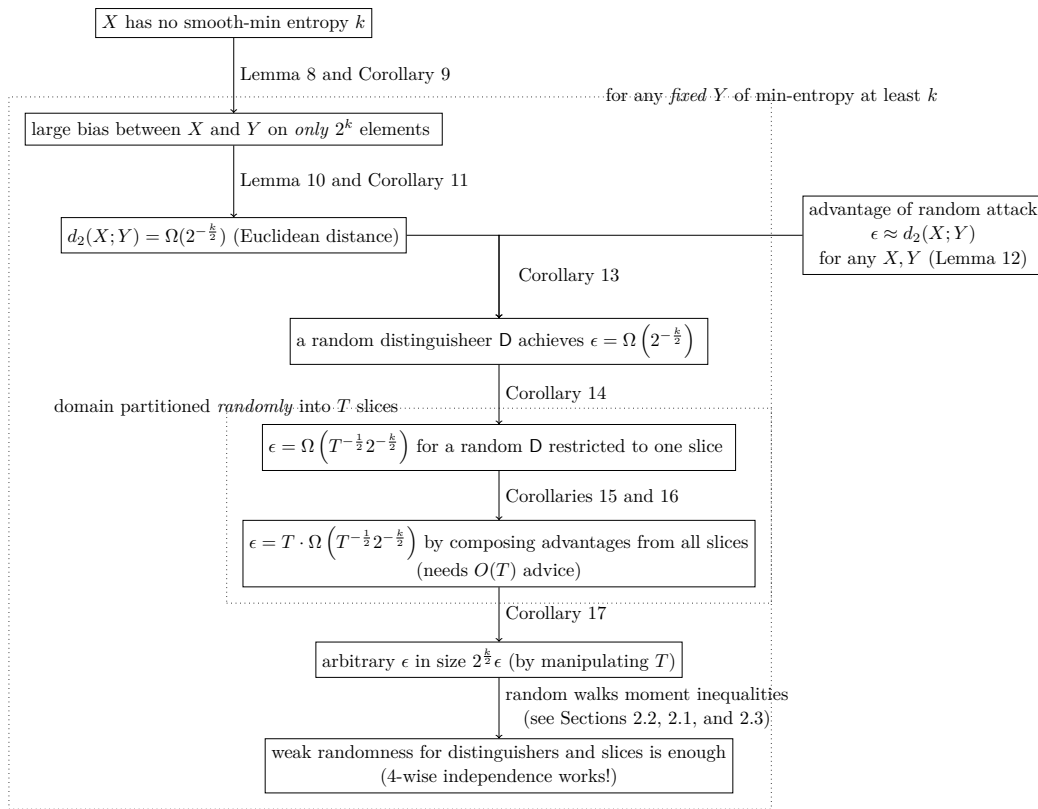 X has no smooth-min entropy k
Lemma 8 and Corollary 9
for any fixed Y of min-entropy at least k
large bias between X and Y on only 2^k elements
Lemma 10 and Corollary 11
d_2(X; Y) = Ω(2^{-k/2}) (Euclidean distance)
advantage of random attack
ϵ ≈ d_2(X; Y)
for any X, Y (Lemma 12)
Corollary 13
a random distinguisheer D achieves ϵ = Ω(2^{-k/2})
Corollary 14
domain partitioned randomly into T slices
ϵ = Ω(T^{-1/2} 2^{-k/2}) for a random D restricted to one slice
Corollaries 15 and 16
ϵ = T · Ω(T^{-1/2} 2^{-k/2}) by composing advantages from all slices
(needs O(T) advice)
Corollary 17
arbitrary ϵ in size 2^{k/2} ϵ (by manipulating T)
random walks moment inequalities
(see Sections 2.2, 2.1, and 2.3)
weak randomness for distinguishers and slices is enough
(4-wise independence works!)